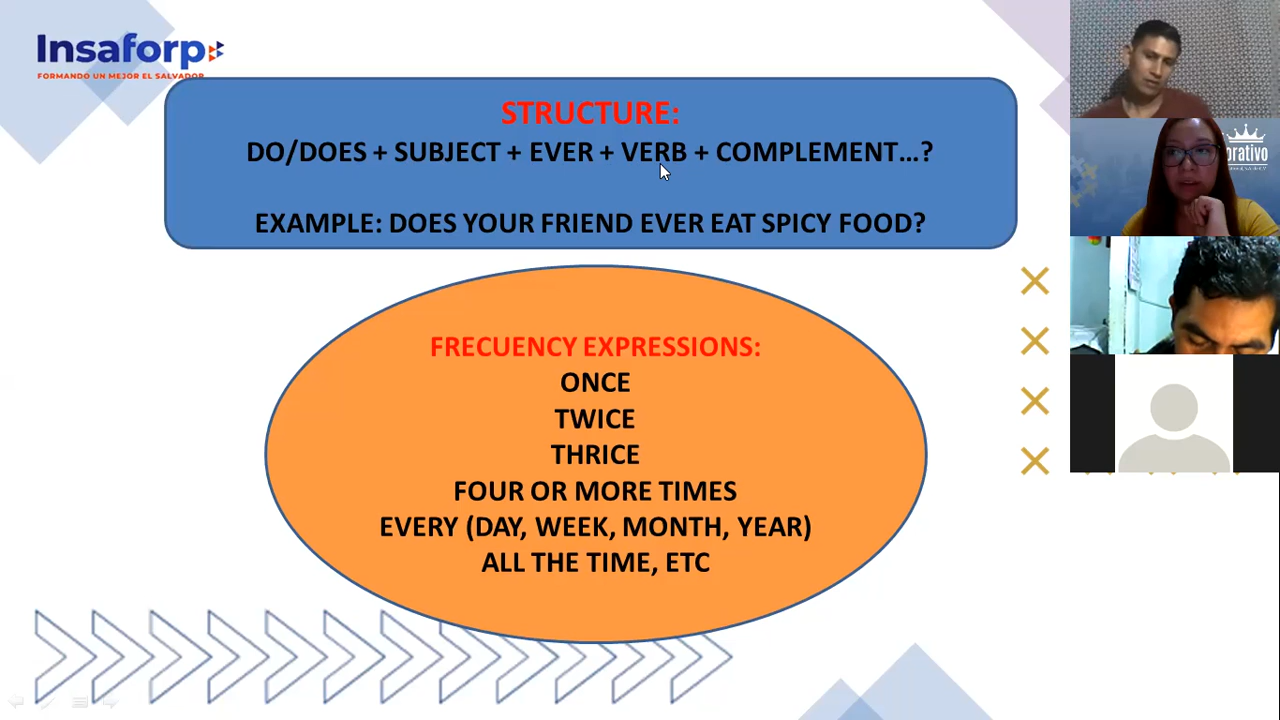 Insaforp
FORMANDO UN MEJOR EL SALVADOR
STRUCTURE:
DO/DOES + SUBJECT + EVER + VERB + COMPLEMENT...?
EXAMPLE: DOES YOUR FRIEND EVER EAT SPICY FOOD?
FRECUENCY EXPRESSIONS:
ONCE
TWICE
THRICE
FOUR OR MORE TIMES
EVERY (DAY, WEEK, MONTH, YEAR)
ALL THE TIME, ETC